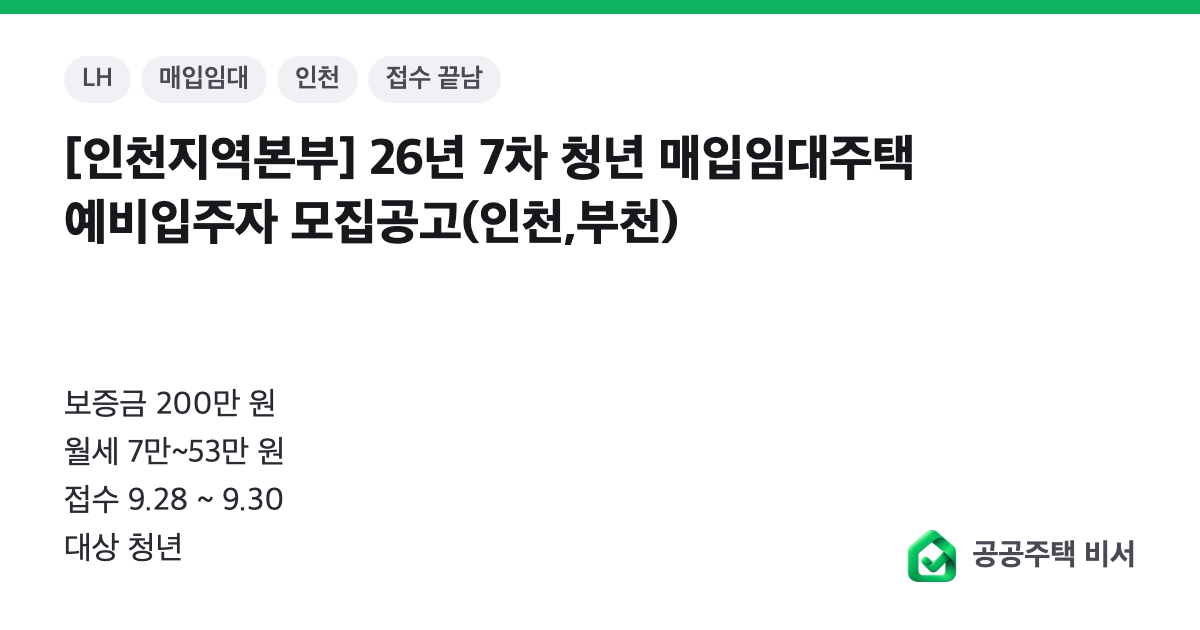 LH 매입임대 인천 접수 끝남
[인천지역본부] 26년 7차 청년 매입임대주택
예비입주자 모집공고(인천,부천)
보증금 200만 원
월세 7만~53만 원
접수 9.28 ~ 9.30
대상 청년
공공주택 비서